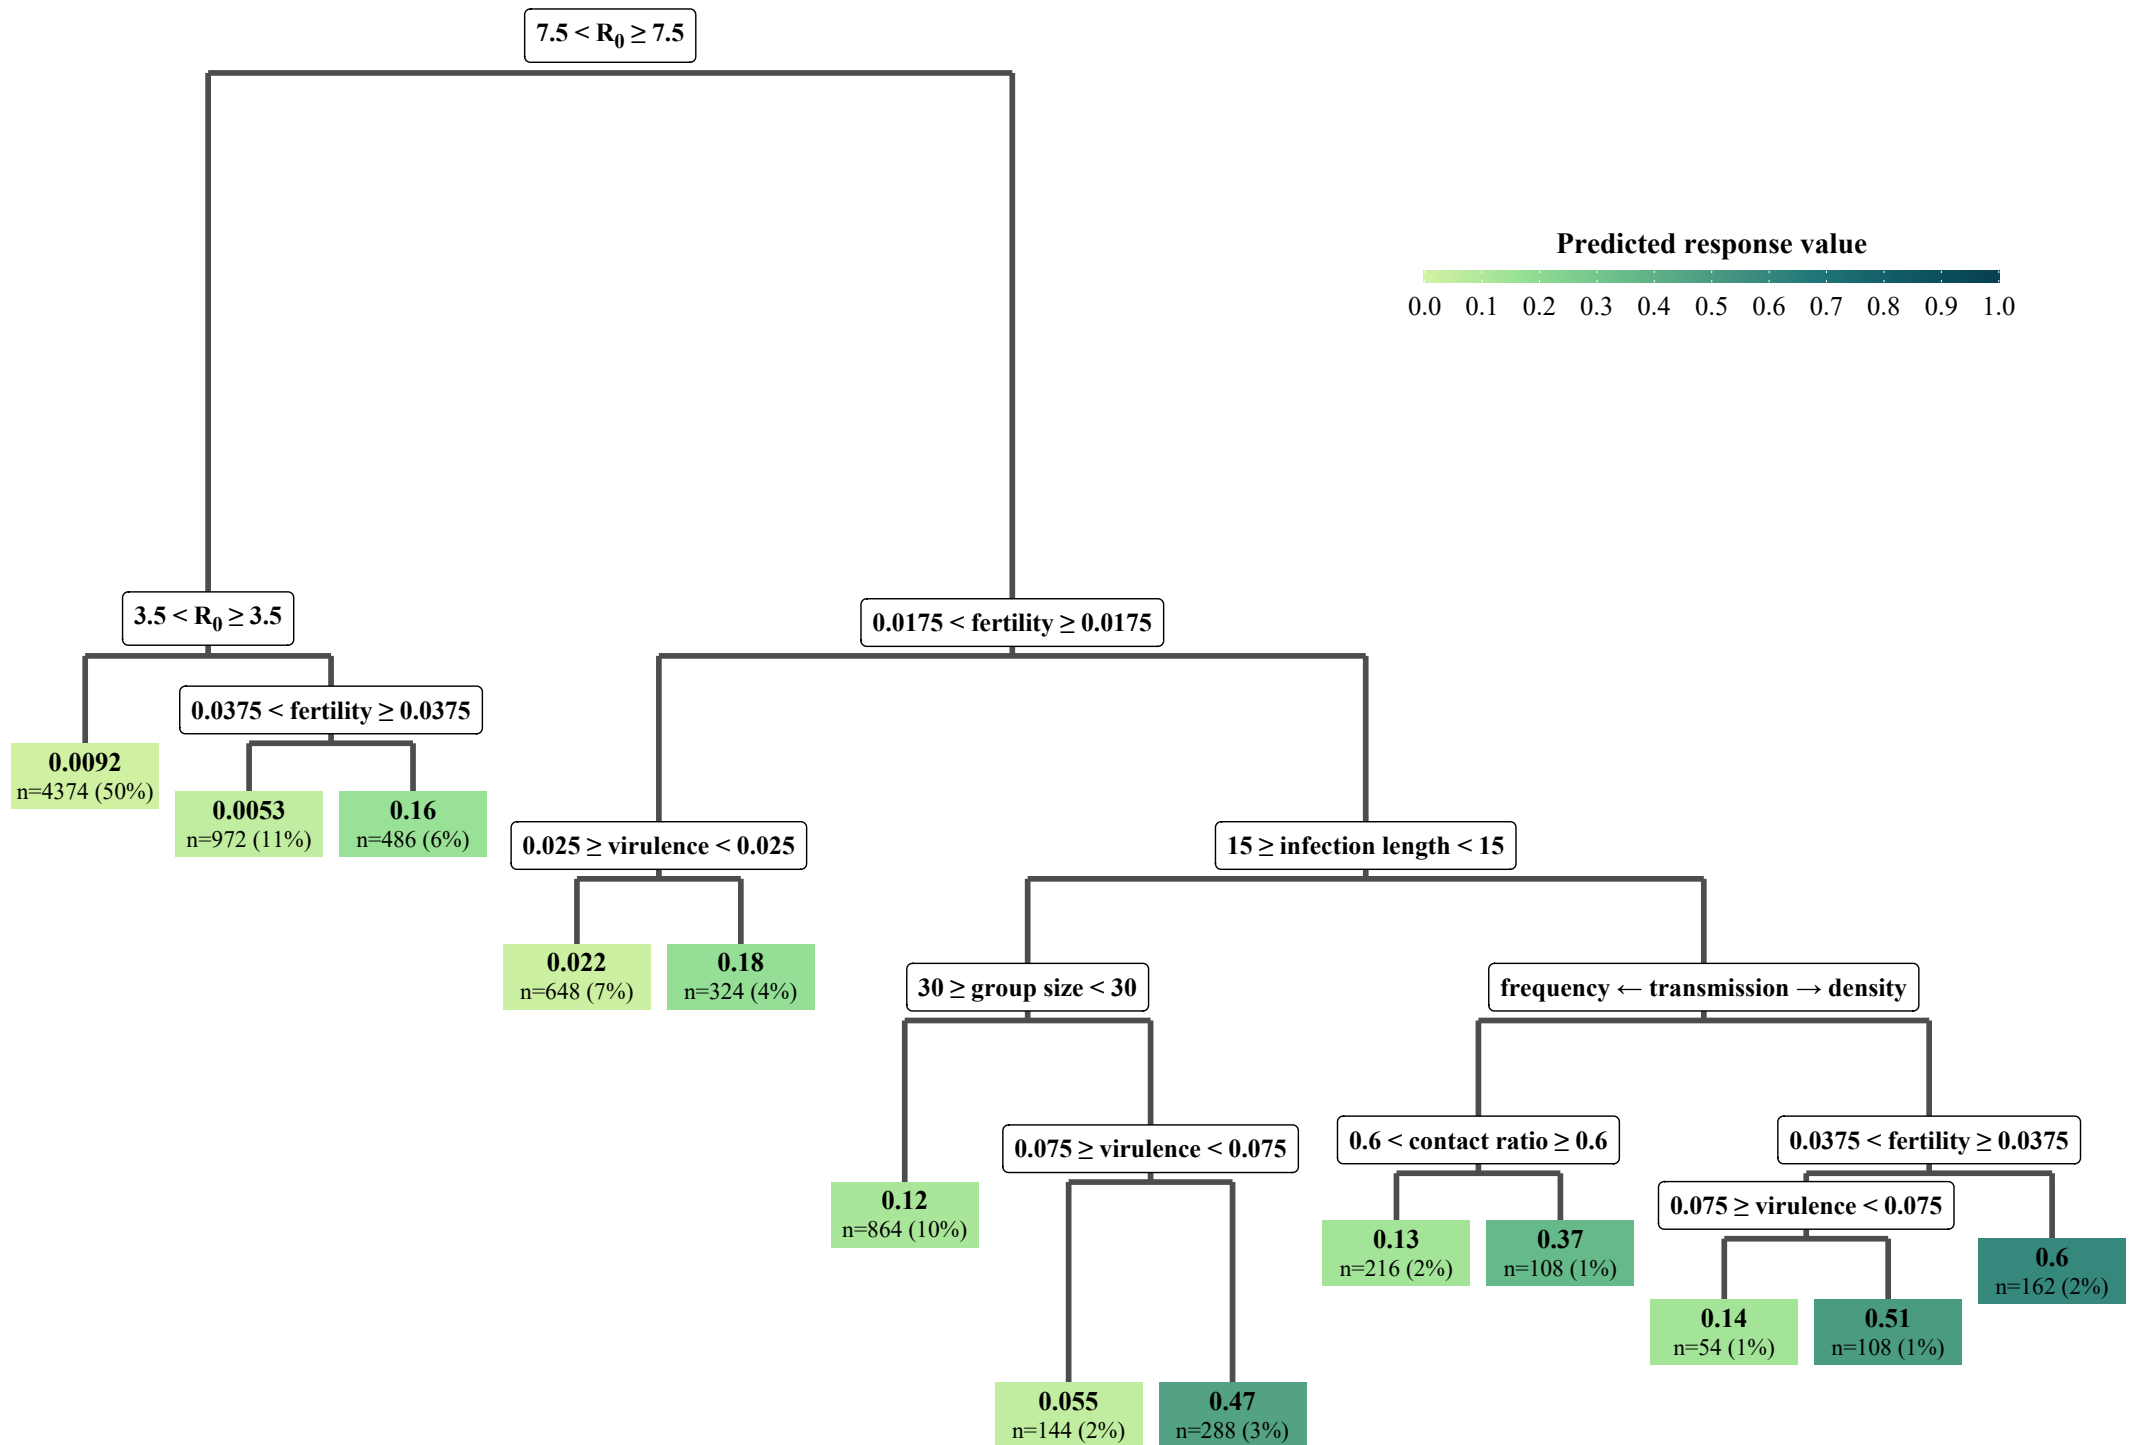 7.5 < R₀ ≥ 7.5
Predicted response value
0.0 0.1 0.2 0.3 0.4 0.5 0.6 0.7 0.8 0.9 1.0
3.5 < R₀ ≥ 3.5
0.0175 < fertility ≥ 0.0175
0.0375 < fertility ≥ 0.0375
0.0092
n=4374 (50%)
0.0053
n=972 (11%)
0.16
n=486 (6%)
0.025 ≥ virulence < 0.025
15 ≥ infection length < 15
0.022
n=648 (7%)
0.18
n=324 (4%)
30 ≥ group size < 30
frequency ← transmission → density
0.075 ≥ virulence < 0.075
0.6 < contact ratio ≥ 0.6
0.0375 < fertility ≥ 0.0375
0.12
n=864 (10%)
0.075 ≥ virulence < 0.075
0.13
n=216 (2%)
0.37
n=108 (1%)
0.6
n=162 (2%)
0.14
n=54 (1%)
0.51
n=108 (1%)
0.055
n=144 (2%)
0.47
n=288 (3%)